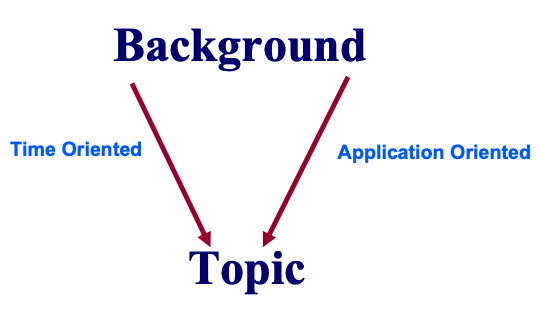 Background
Time Oriented
Application Oriented
Topic